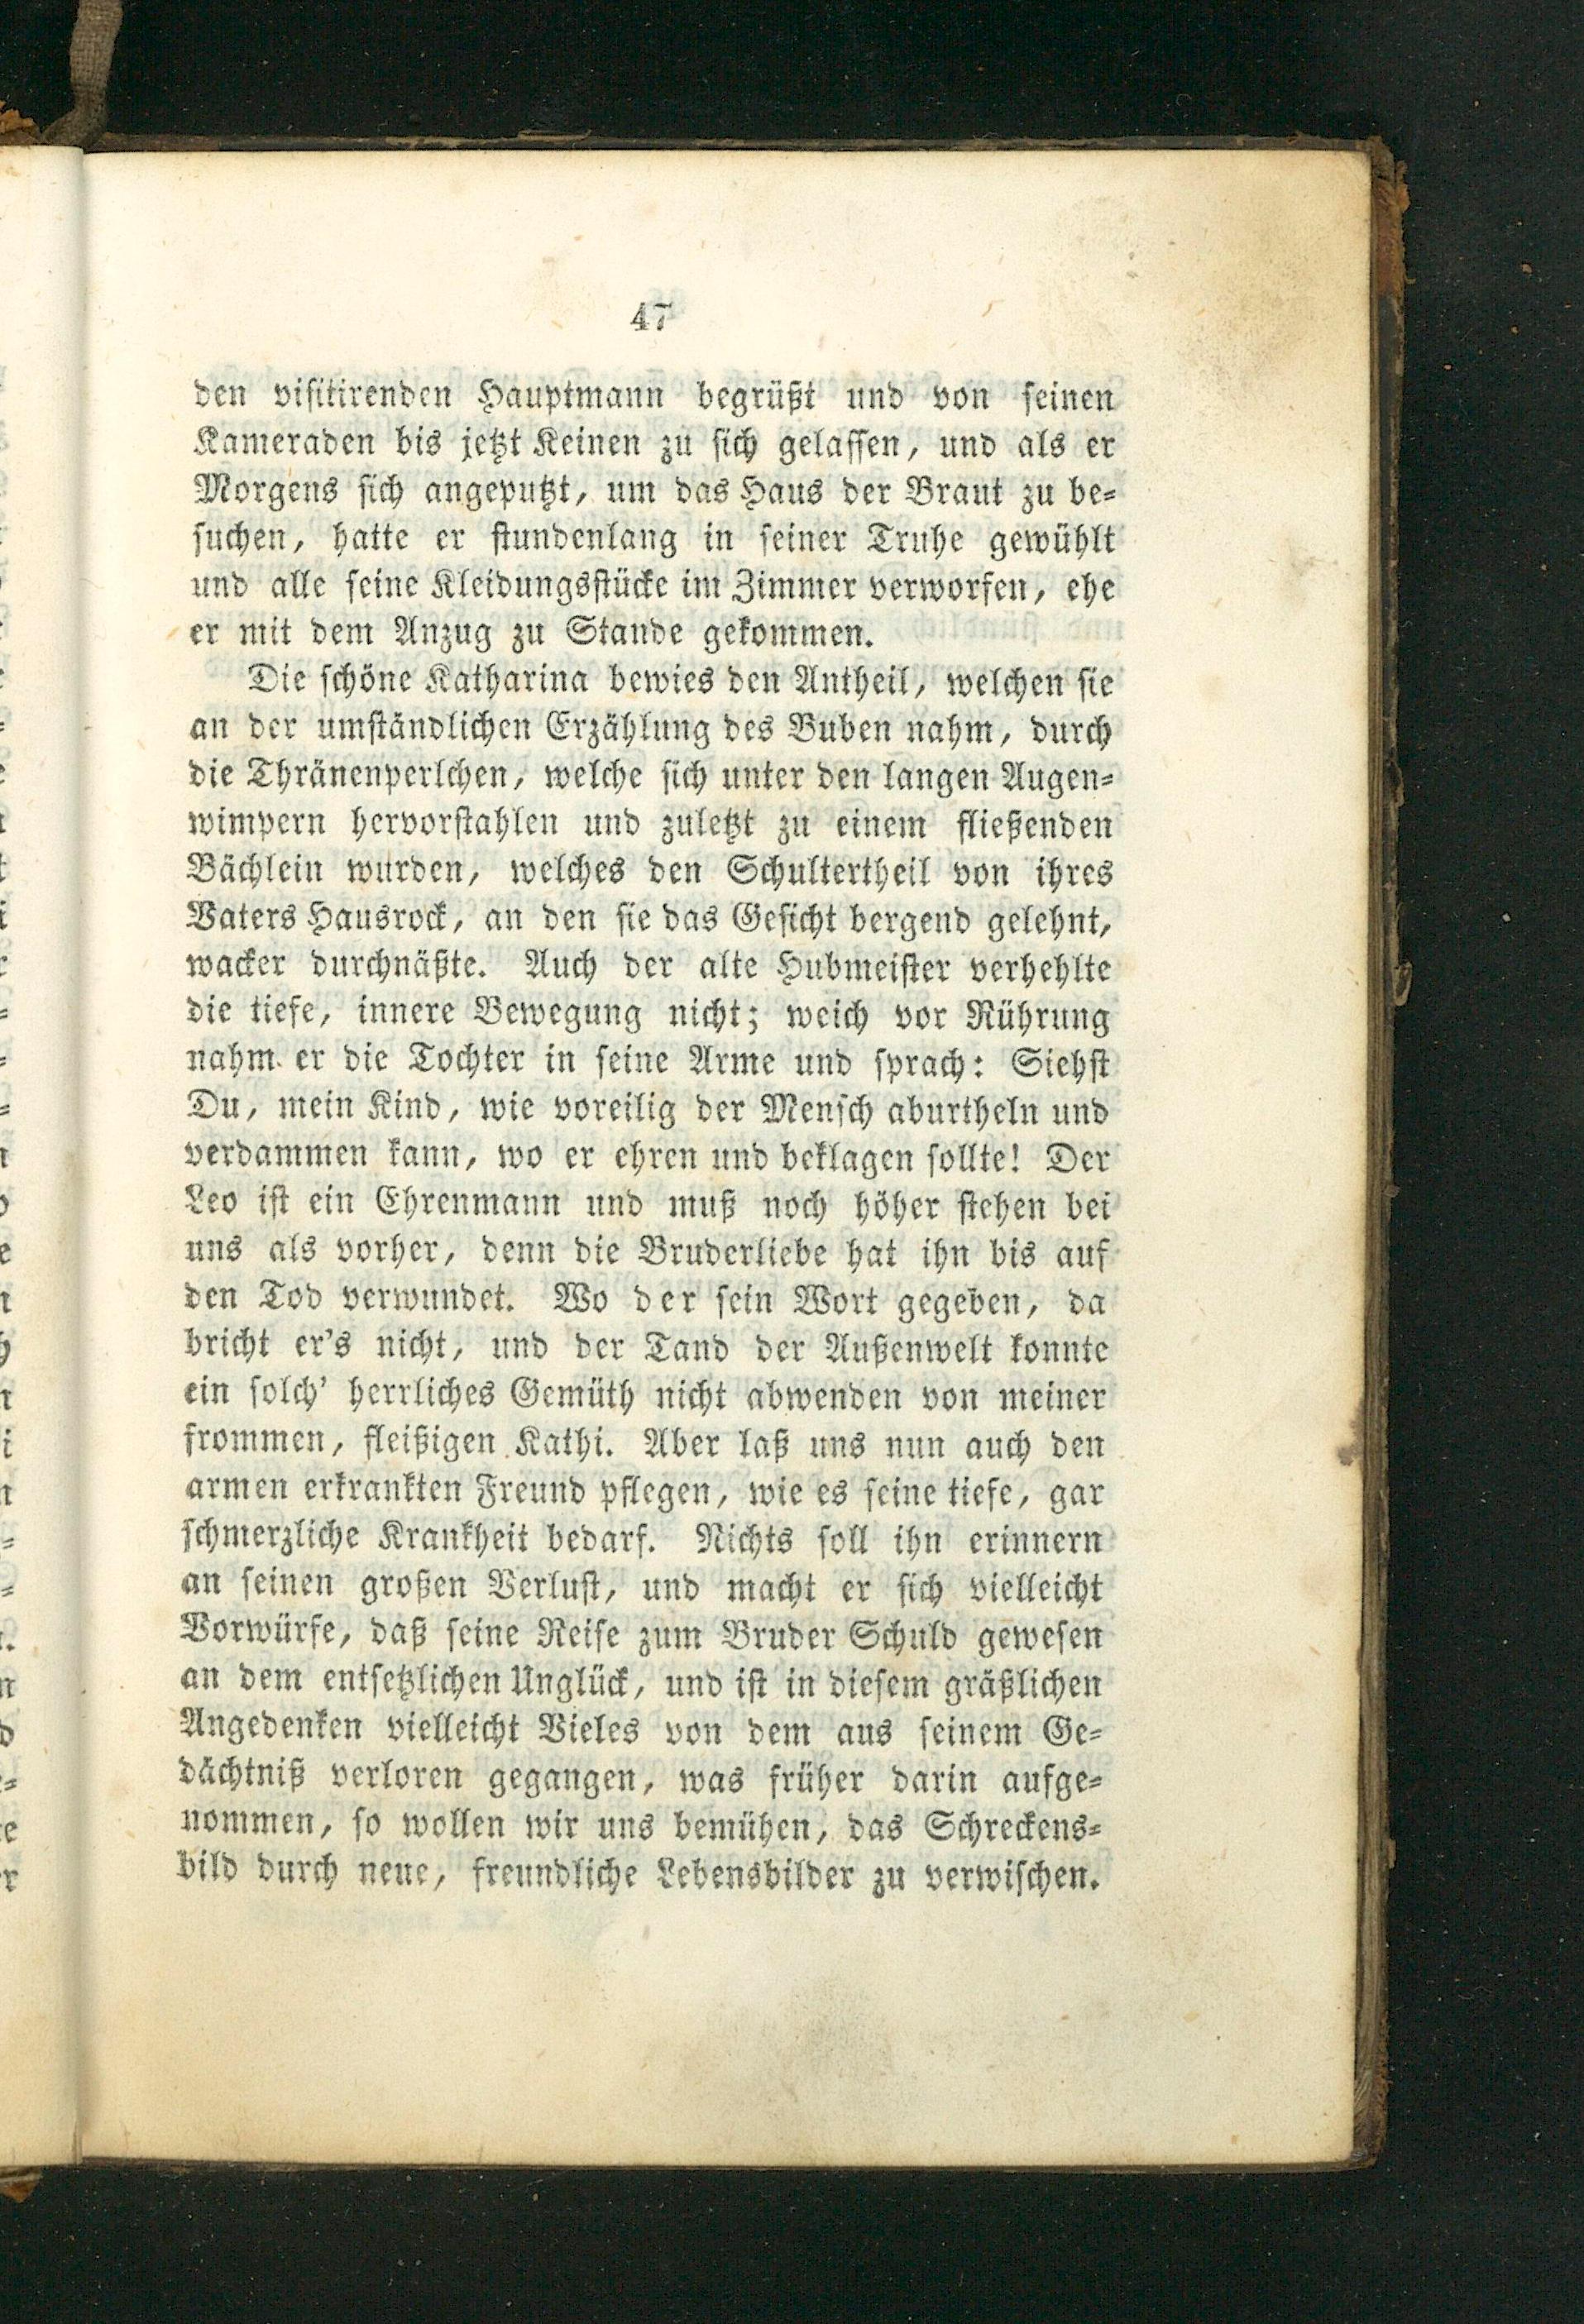 47
den visitirenden Hauptmann begrüßt und von seinen
Kameraden bis jetzt Keinen zu sich gelassen, und als er
Morgens sich angeputzt, um das Haus der Braut zu be-
suchen, hatte er stundenlang in seiner Truhe gewühlt
und alle seine Kleidungsstücke im Zimmer verworfen, ehe
er mit dem Anzug zu Stande gekommen.
Die schöne Katharina bewies den Antheil, welchen sie
an der umständlichen Erzählung des Buben nahm, durch
die Thränenperlchen, welche sich unter den langen Augen-
wimpern hervorstahlen und zuletzt zu einem fließenden
Bächlein wurden, welches den Schultertheil von ihres
Vaters Hausrock, an den sie das Gesicht bergend gelehnt,
wacker durchnäßte. Auch der alte Hubmeister verhehlte
die tiefe, innere Bewegung nicht; weich vor Rührung
nahm er die Tochter in seine Arme und sprach: Siehst
Du, mein Kind, wie voreilig der Mensch aburtheln und
verdammen kann, wo er ehren und beklagen sollte! Der
Leo ist ein Ehrenmann und muß noch höher stehen bei
uns als vorher, denn die Bruderliebe hat ihn bis auf
den Tod verwundet. Wo der sein Wort gegeben, da
bricht er's nicht, und der Tand der Außenwelt konnte
ein solch' herrliches Gemüth nicht abwenden von meiner
frommen, fleißigen Kathi. Aber laß uns nun auch den
armen erkrankten Freund pflegen, wie es seine tiefe, gar
schmerzliche Krankheit bedarf. Nichts soll ihn erinnern
an seinen großen Verlust, und macht er sich vielleicht
Vorwürfe, daß seine Reise zum Bruder Schuld gewesen
an dem entsetzlichen Unglück, und ist in diesem gräßlichen
Angedenken vielleicht Vieles von dem aus seinem Ge-
dächtniß verloren gegangen, was früher darin aufge-
nommen, so wollen wir uns bemühen, das Schreckens-
bild durch neue, freundliche Lebensbilder zu verwischen.